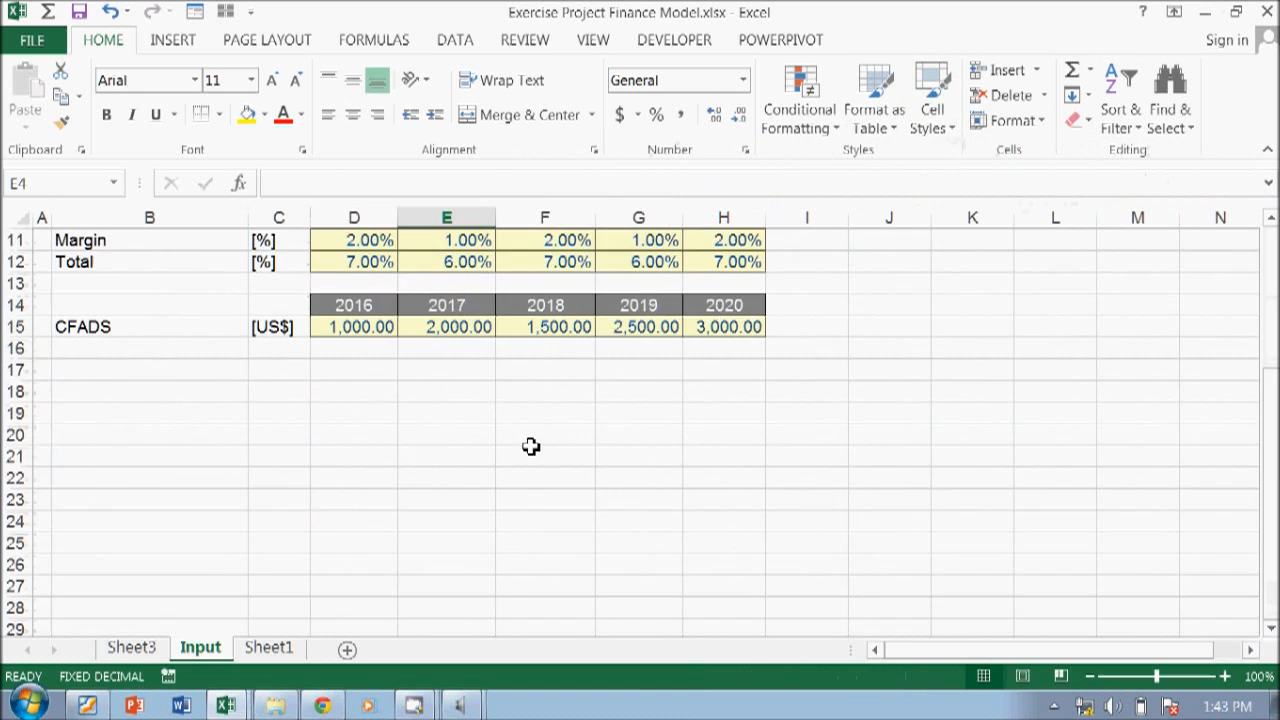 Exercise Project Finance Model.xlsx - Excel
?
FILE HOME INSERT PAGE LAYOUT FORMULAS DATA REVIEW VIEW DEVELOPER POWERPIVOT Sign in
Paste
Arial 11 A A
B I U A
Wrap Text
Merge & Center
General
$ % ,
Conditional Formatting
Format as Table
Cell Styles
Insert
Delete
Format
Sort & Filter
Find & Select
Clipboard Font Alignment Number Styles Cells Editing
E4 fx
A B C D E F G H I J K L M N
11 Margin [%] 2.00% 1.00% 2.00% 1.00% 2.00%
12 Total [%] 7.00% 6.00% 7.00% 6.00% 7.00%
13
14 2016 2017 2018 2019 2020
15 CFADS [US$] 1,000.00 2,000.00 1,500.00 2,500.00 3,000.00
16
17
18
19
20
21
22
23
24
25
26
27
28
29
Sheet3 Input Sheet1
READY FIXED DECIMAL 100%
1:43 PM